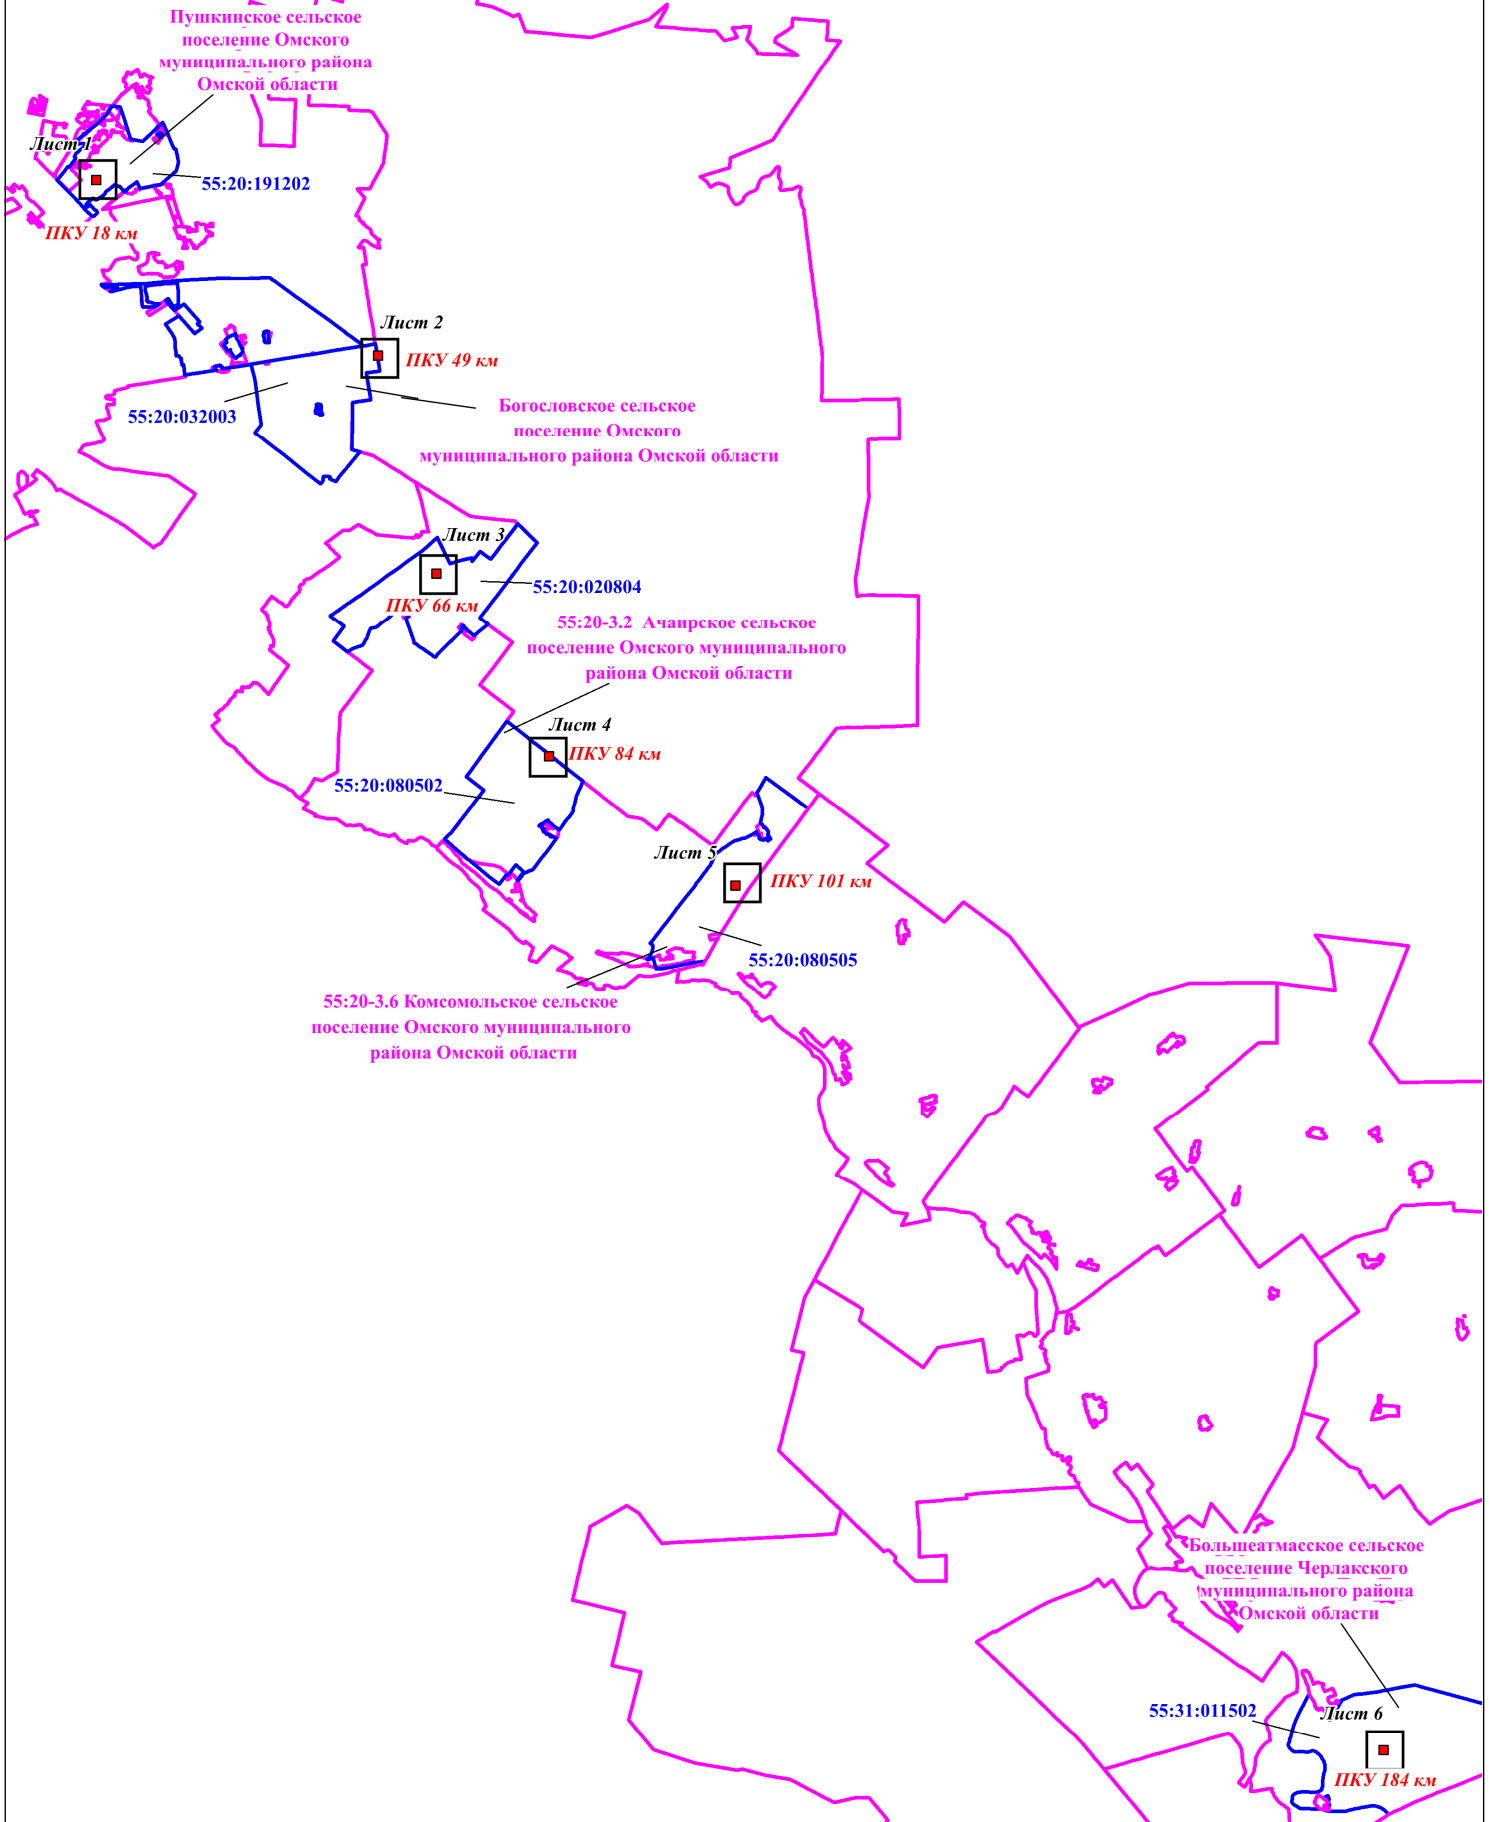 Пушкинское сельское
поселение Омского
муниципального района
Омской области
Лист 1
55:20:191202
ПКУ 18 км
Лист 2
ПКУ 49 км
55:20:032003
Богословское сельское
поселение Омского
муниципального района Омской области
Лист 3
55:20:020804
ПКУ 66 км
55:20-3.2 Ачаирское сельское
поселение Омского муниципального
района Омской области
Лист 4
ПКУ 84 км
55:20:080502
Лист 5
ПКУ 101 км
55:20:080505
55:20-3.6 Комсомольское сельское
поселение Омского муниципального
района Омской области
Большеатмасское сельское
поселение Черлакского
муниципального района
Омской области
55:31:011502
Лист 6
ПКУ 184 км